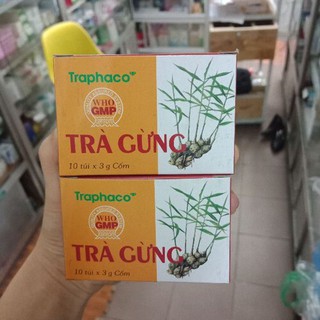 Traphaco
WHO
GMP
TRÀ GỪNG
10 túi x 3 g Cốm
Traphaco
WHO
GMP
TRÀ GỪNG
10 túi x 3 g Cốm